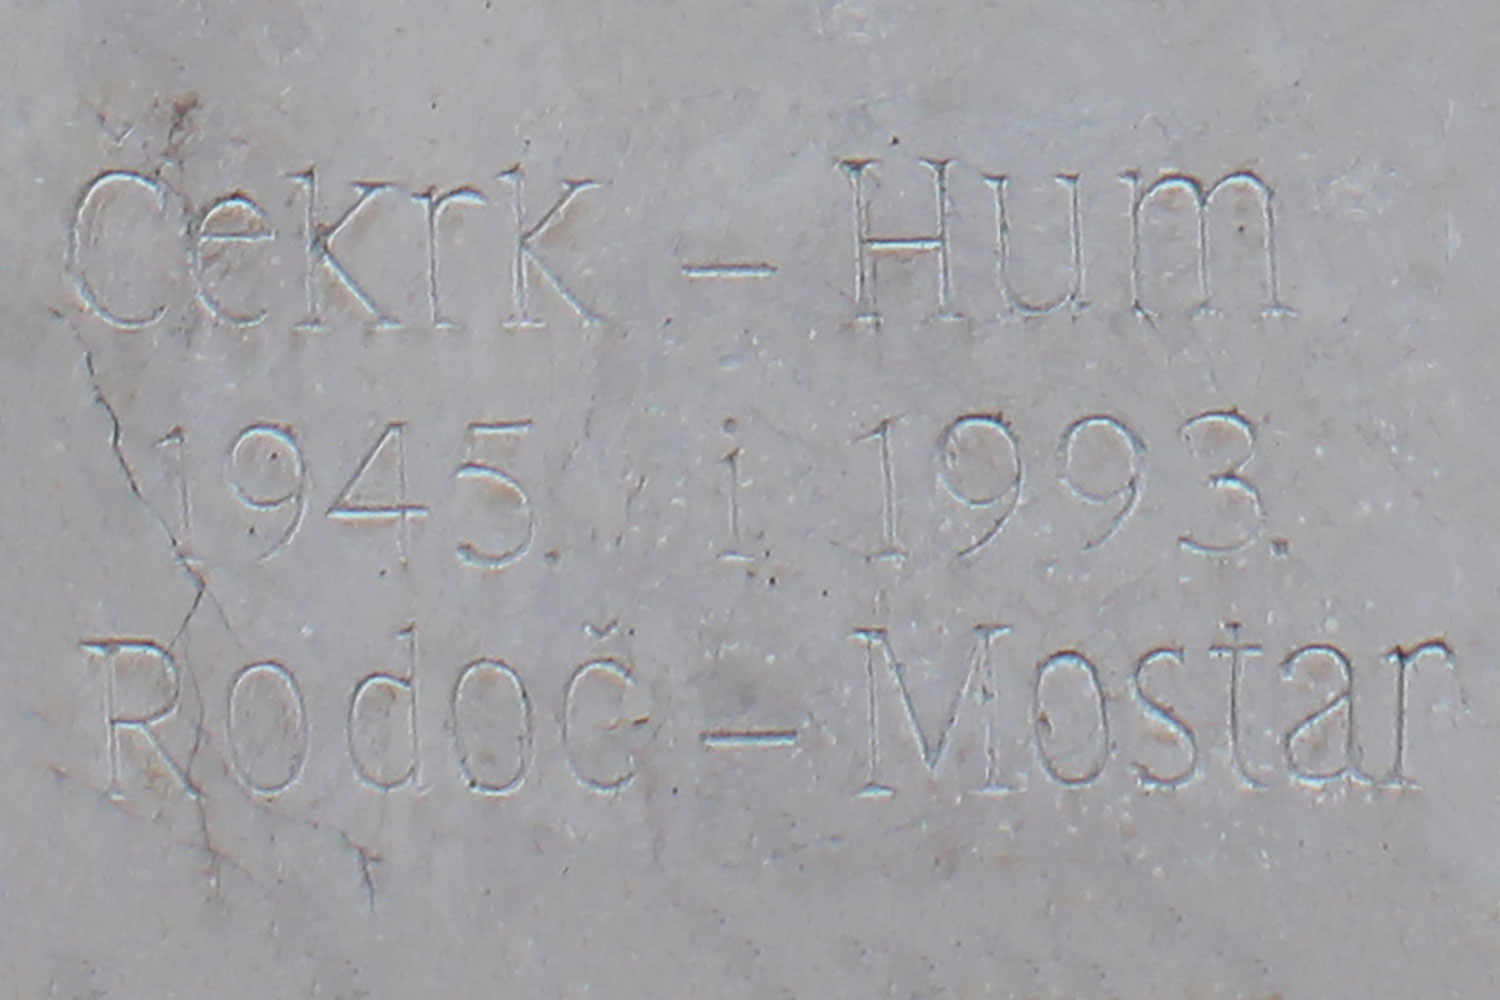 Čekrk – Hum
1945. i 1993.
Rodoč – Mostar